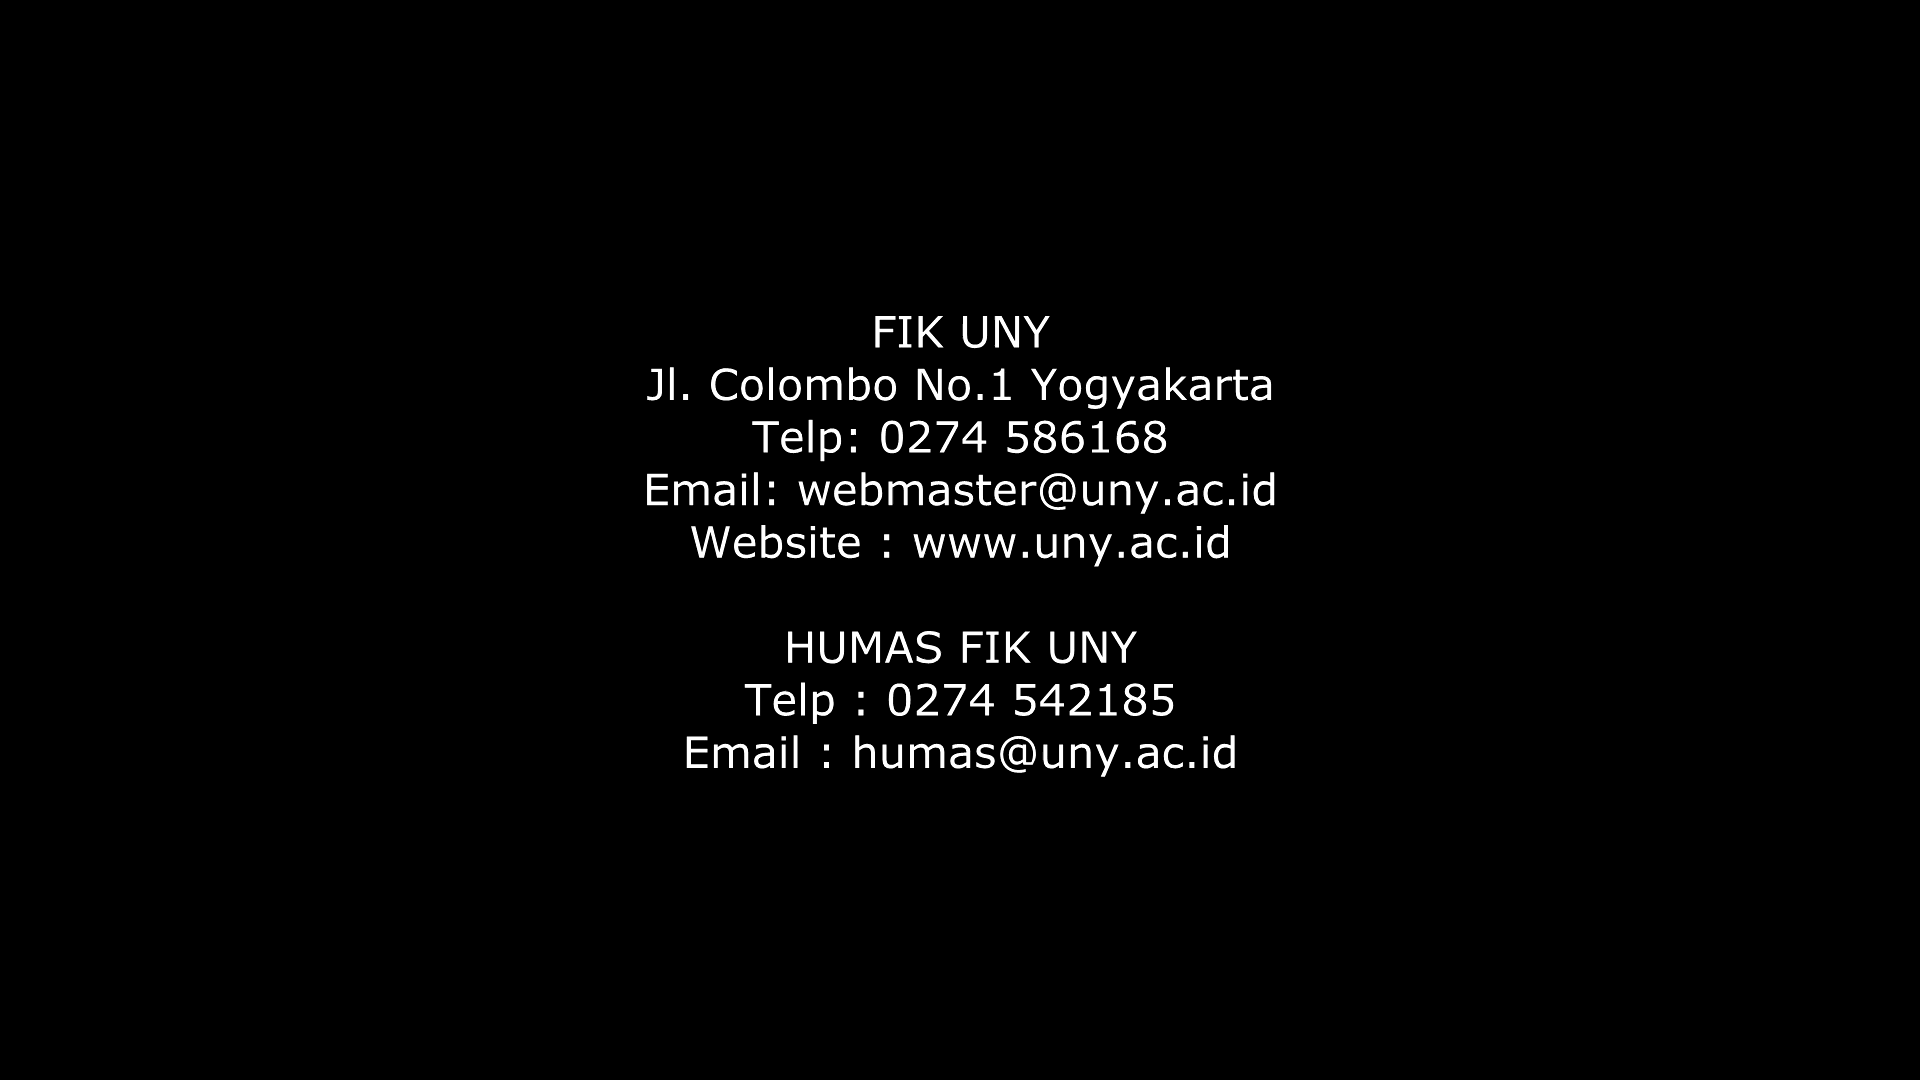 FIK UNY
Jl. Colombo No.1 Yogyakarta
Telp: 0274 586168
Email: webmaster@uny.ac.id
Website : www.uny.ac.id
HUMAS FIK UNY
Telp : 0274 542185
Email : humas@uny.ac.id